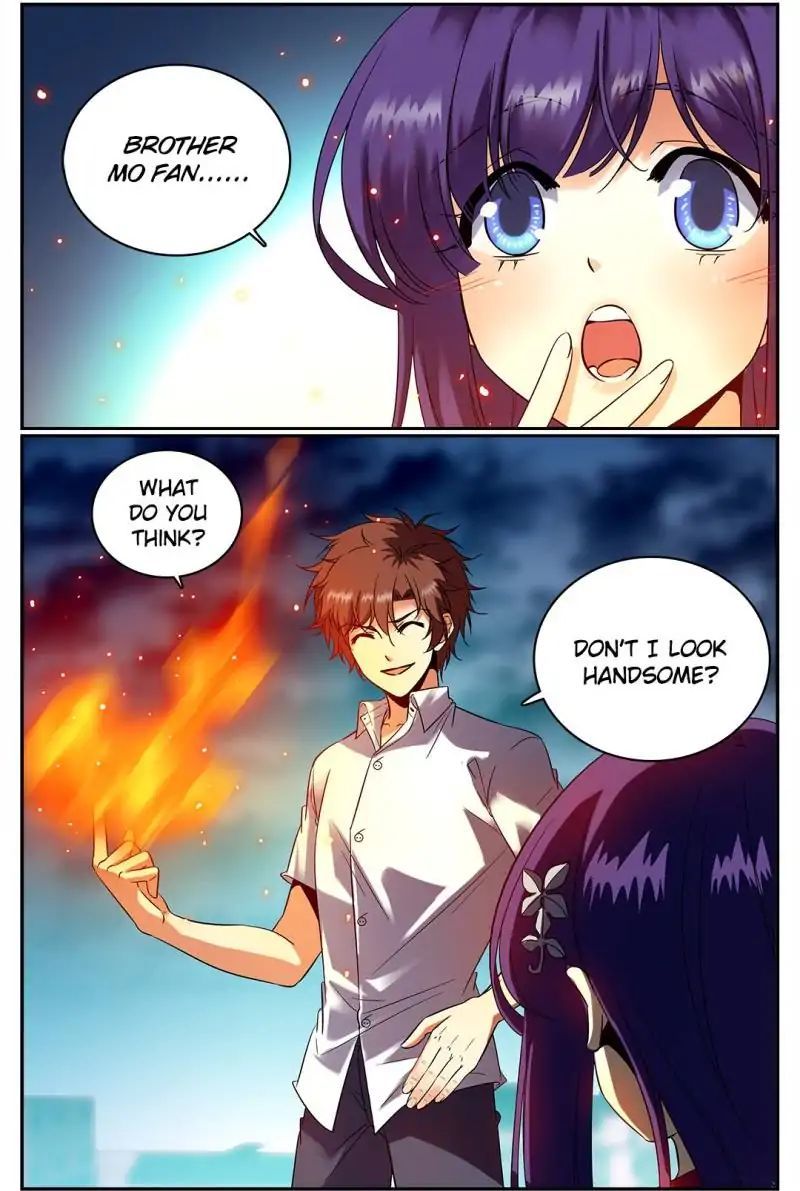 BROTHER
MO FAN......
WHAT
DO YOU
THINK?
DON'T I LOOK
HANDSOME?